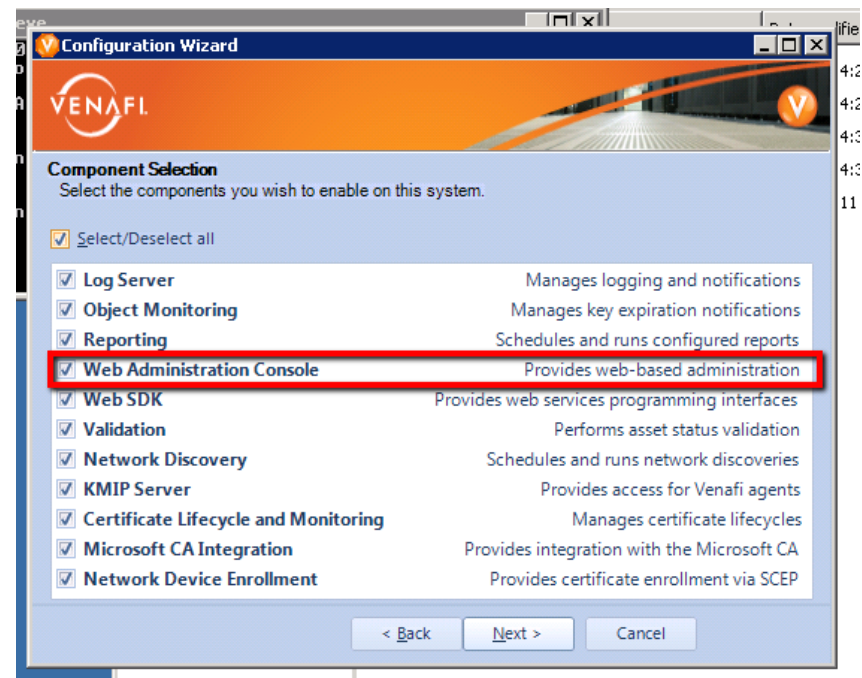 Configuration Wizard
VENAFI.
Component Selection
Select the components you wish to enable on this system.
Select/Deselect all
Log Server Manages logging and notifications
Object Monitoring Manages key expiration notifications
Reporting Schedules and runs configured reports
Web Administration Console Provides web-based administration
Web SDK Provides web services programming interfaces
Validation Performs asset status validation
Network Discovery Schedules and runs network discoveries
KMIP Server Provides access for Venafi agents
Certificate Lifecycle and Monitoring Manages certificate lifecycles
Microsoft CA Integration Provides integration with the Microsoft CA
Network Device Enrollment Provides certificate enrollment via SCEP
< Back Next > Cancel